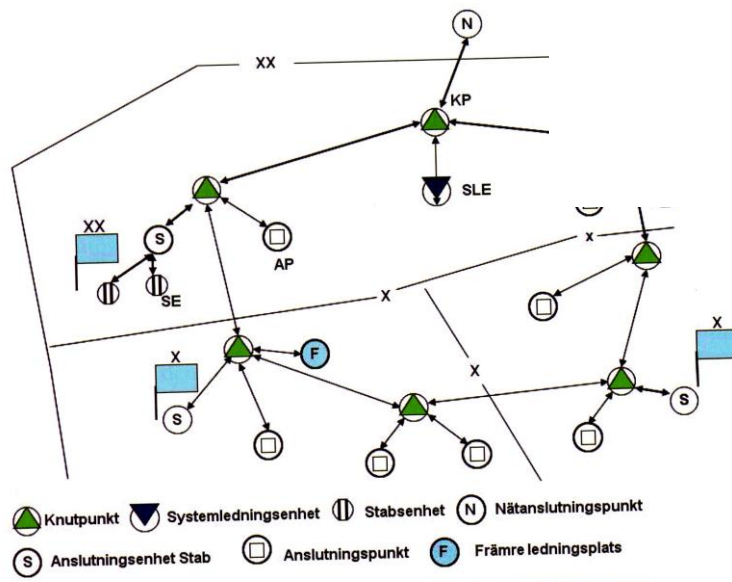 N
XX
KP
SLE
XX
S
AP
SE
x
X
X
F
X
X
S
S
Knutpunkt
Systemledningsenhet
Stabsenhet
N
Nätanslutningspunkt
S
Anslutningsenhet Stab
Anslutningspunkt
F
Främre ledningsplats